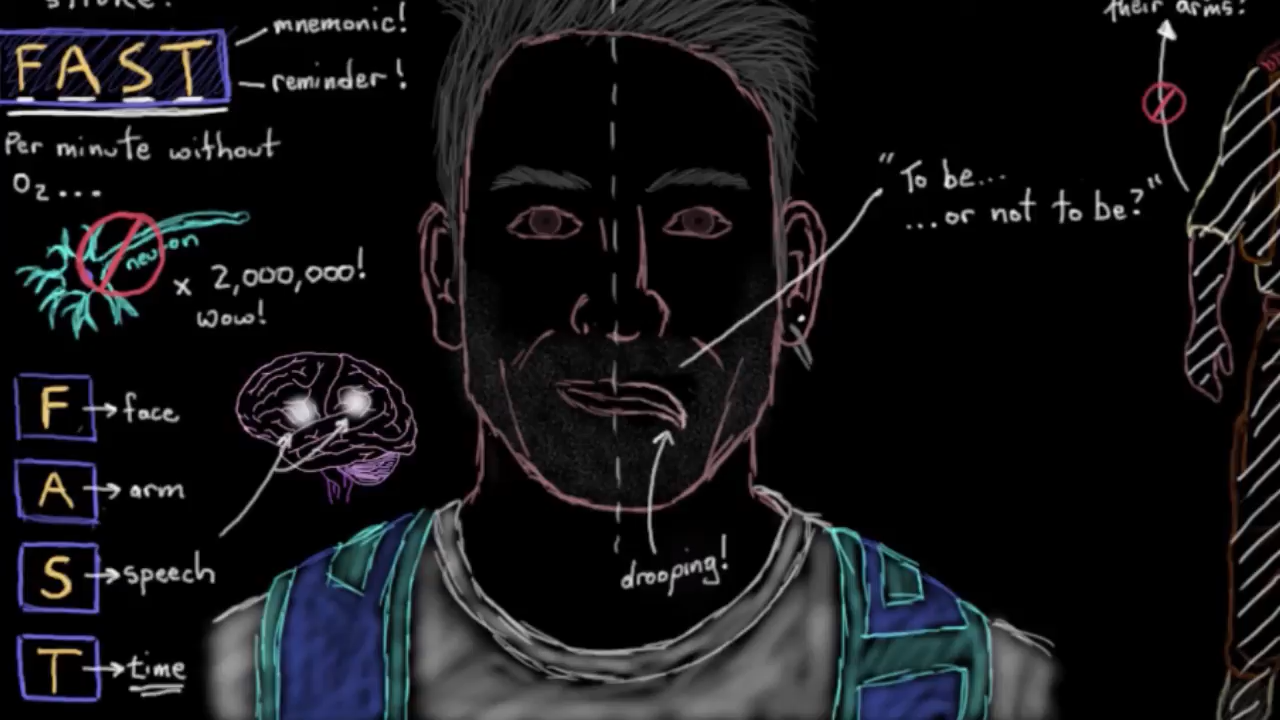 stroke?
FAST
mnemonic!
reminder!
Per minute without
O₂...
neuron
x 2,000,000!
Wow!
F → face
A → arm
S → speech
T → time
"To be...
...or not to be?"
drooping!
their arms?